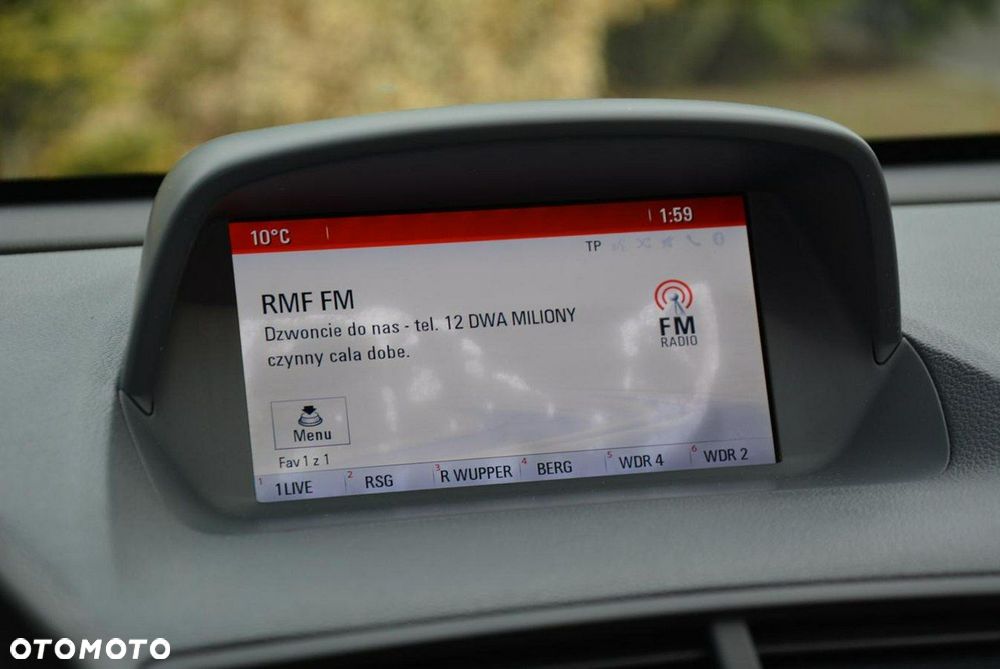 10°C 1:59
TP
RMF FM
Dzwoncie do nas - tel. 12 DWA MILIONY
czynny cala dobe.
FM
RADIO
Menu
Fav 1 z 1
1 1LIVE 2 RSG 3 R WUPPER 4 BERG 5 WDR 4 6 WDR 2
OTOMOTO